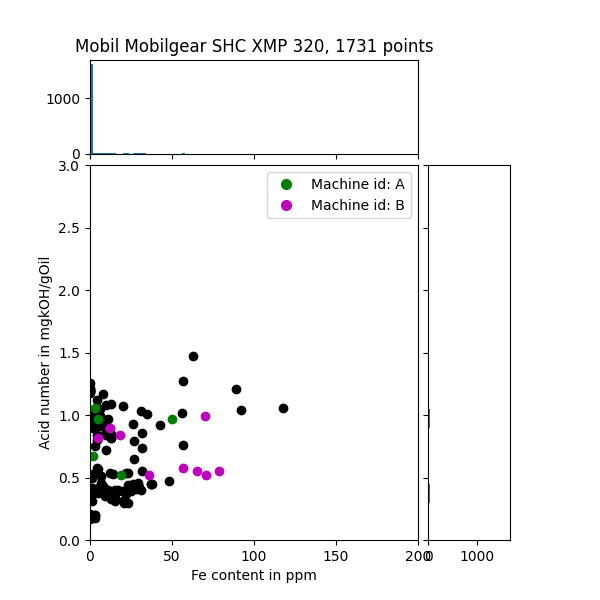 Mobil Mobilgear SHC XMP 320, 1731 points
1000
0
3.0
2.5
2.0
1.5
1.0
0.5
0.0
Acid number in mgkOH/gOil
Machine id: A
Machine id: B
0 50 100 150 200
0 1000
Fe content in ppm